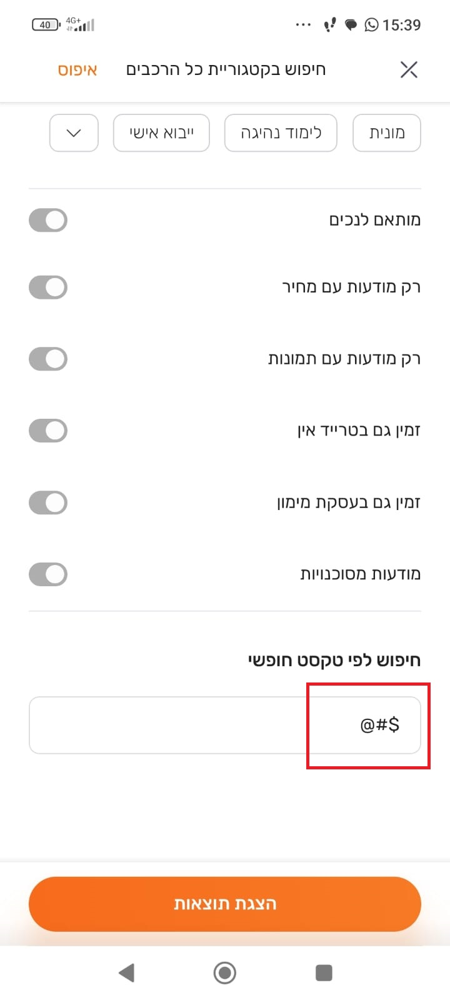 15:39 ... 4G+ 40
חיפוש בקטגוריית כל הרכבים איפוס
מונית לימוד נהיגה ייבוא אישי
מותאם לנכים
רק מודעות עם מחיר
רק מודעות עם תמונות
זמין גם בטרייד אין
זמין גם בעסקת מימון
מודעות מסוכנויות
חיפוש לפי טקסט חופשי
@#$
הצגת תוצאות